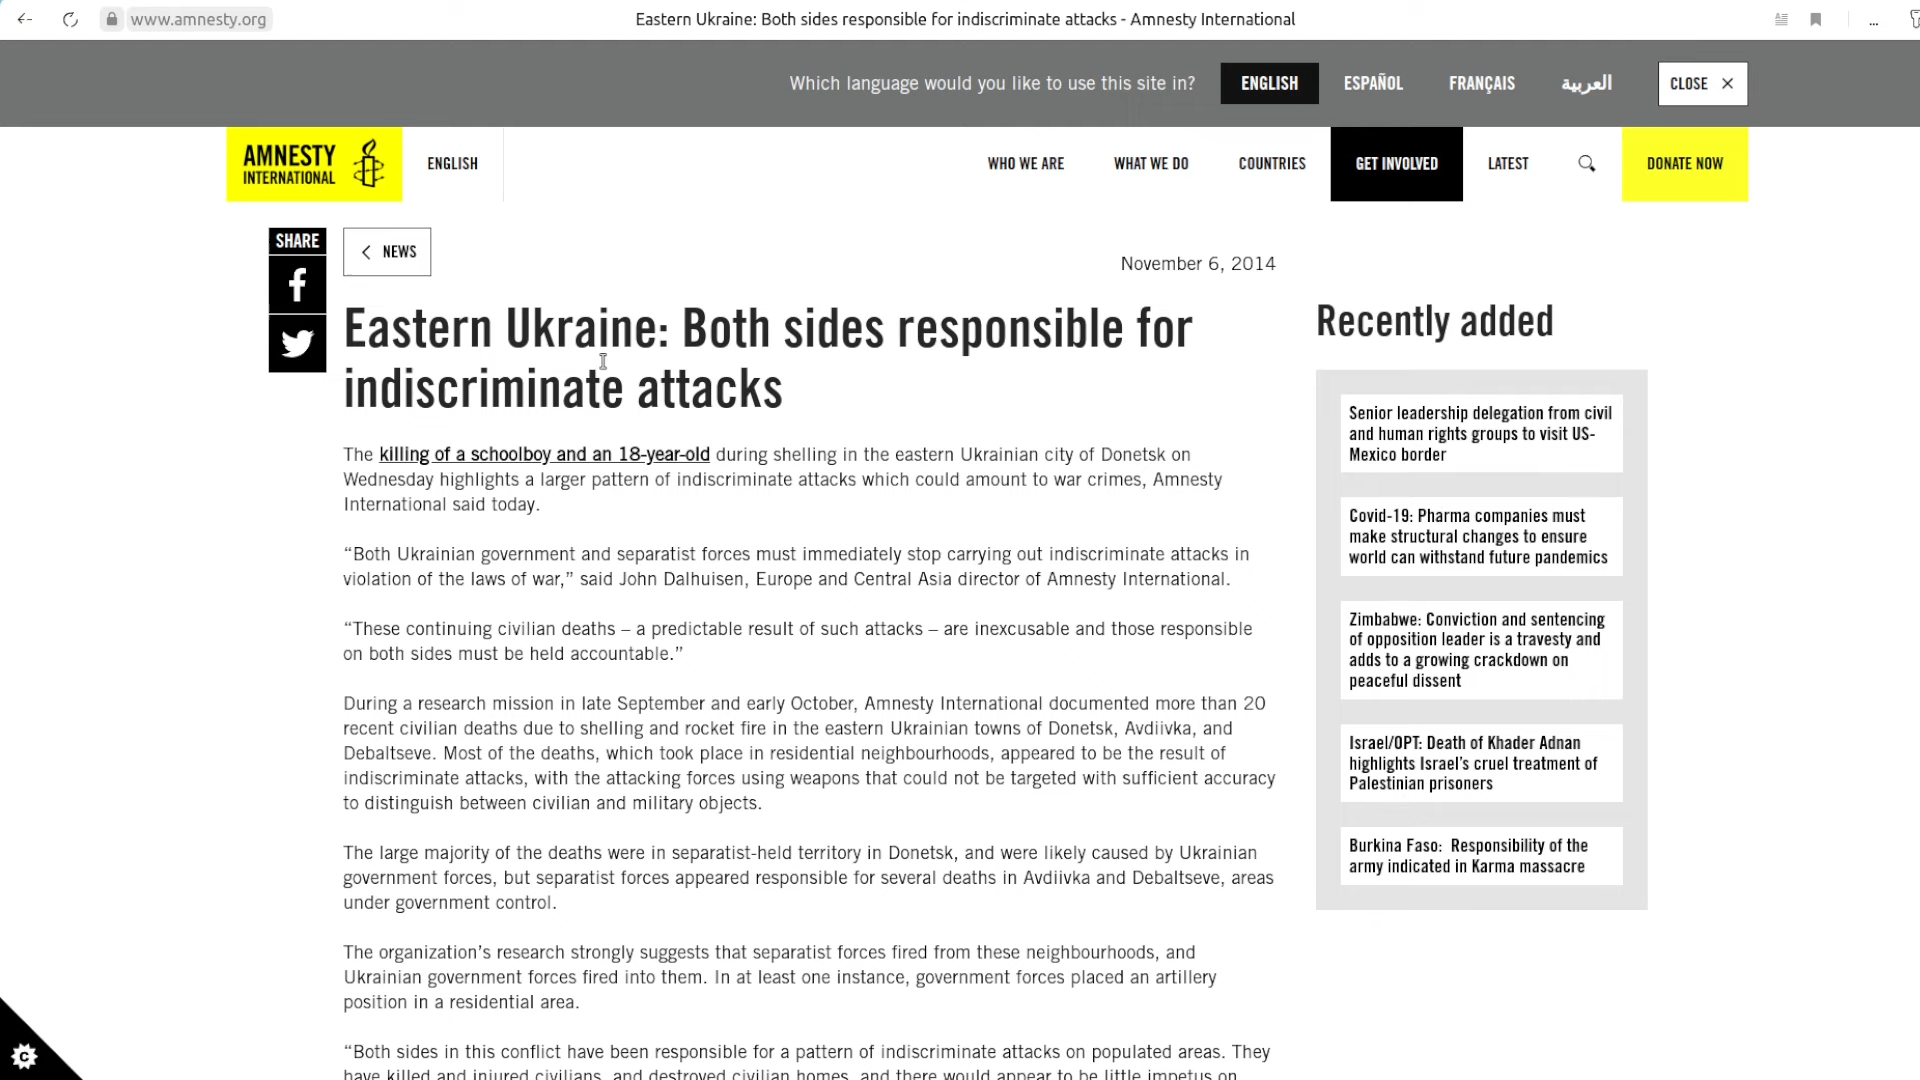 www.amnesty.org
Eastern Ukraine: Both sides responsible for indiscriminate attacks - Amnesty International
...
Which language would you like to use this site in?
ENGLISH
ESPAÑOL
FRANÇAIS
العربية
CLOSE ×
AMNESTY
INTERNATIONAL
ENGLISH
WHO WE ARE
WHAT WE DO
COUNTRIES
GET INVOLVED
LATEST
DONATE NOW
SHARE
NEWS
November 6, 2014
Eastern Ukraine: Both sides responsible for
indiscriminate attacks
The killing of a schoolboy and an 18-year-old during shelling in the eastern Ukrainian city of Donetsk on
Wednesday highlights a larger pattern of indiscriminate attacks which could amount to war crimes, Amnesty
International said today.
“Both Ukrainian government and separatist forces must immediately stop carrying out indiscriminate attacks in
violation of the laws of war,” said John Dalhuisen, Europe and Central Asia director of Amnesty International.
“These continuing civilian deaths – a predictable result of such attacks – are inexcusable and those responsible
on both sides must be held accountable.”
During a research mission in late September and early October, Amnesty International documented more than 20
recent civilian deaths due to shelling and rocket fire in the eastern Ukrainian towns of Donetsk, Avdiivka, and
Debaltseve. Most of the deaths, which took place in residential neighbourhoods, appeared to be the result of
indiscriminate attacks, with the attacking forces using weapons that could not be targeted with sufficient accuracy
to distinguish between civilian and military objects.
The large majority of the deaths were in separatist-held territory in Donetsk, and were likely caused by Ukrainian
government forces, but separatist forces appeared responsible for several deaths in Avdiivka and Debaltseve, areas
under government control.
The organization’s research strongly suggests that separatist forces fired from these neighbourhoods, and
Ukrainian government forces fired into them. In at least one instance, government forces placed an artillery
position in a residential area.
“Both sides in this conflict have been responsible for a pattern of indiscriminate attacks on populated areas. They
have killed and injured civilians, and destroyed civilian homes, and there would appear to be little impetus on
Recently added
Senior leadership delegation from civil
and human rights groups to visit US-
Mexico border
Covid-19: Pharma companies must
make structural changes to ensure
world can withstand future pandemics
Zimbabwe: Conviction and sentencing
of opposition leader is a travesty and
adds to a growing crackdown on
peaceful dissent
Israel/OPT: Death of Khader Adnan
highlights Israel’s cruel treatment of
Palestinian prisoners
Burkina Faso: Responsibility of the
army indicated in Karma massacre